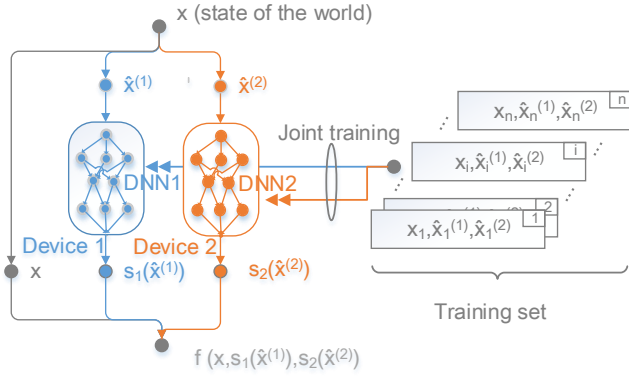 x (state of the world)
x̂⁽¹⁾
x̂⁽²⁾
Joint training
DNN1
DNN2
Device 1
Device 2
x
s₁(x̂⁽¹⁾)
s₂(x̂⁽²⁾)
f (x,s₁(x̂⁽¹⁾),s₂(x̂⁽²⁾)
n
xₙ,x̂ₙ⁽¹⁾,x̂ₙ⁽²⁾
i
xᵢ,x̂ᵢ⁽¹⁾,x̂ᵢ⁽²⁾
2
1
x₁,x̂₁⁽¹⁾,x̂₁⁽²⁾
Training set